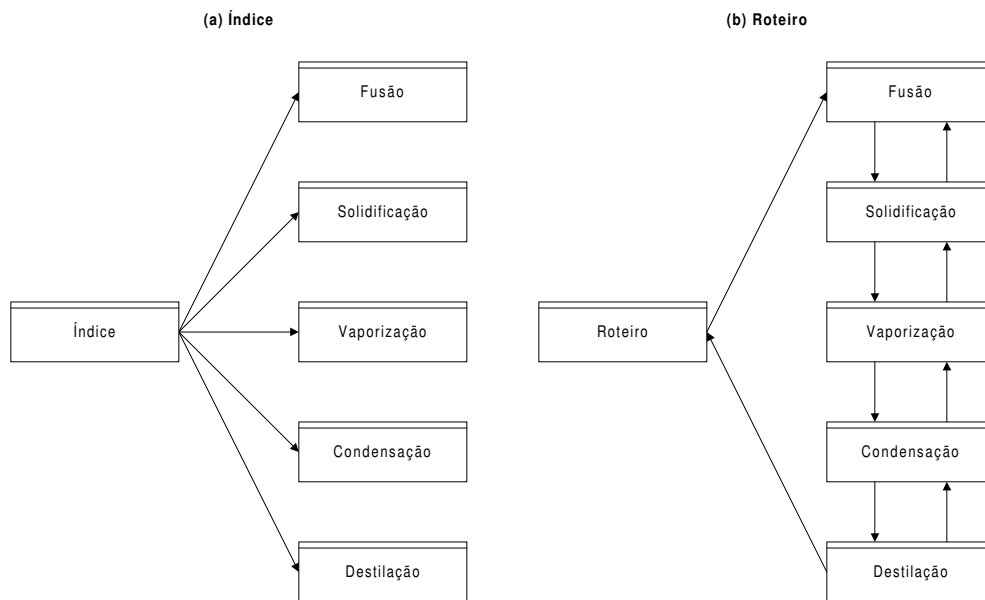 (a) Índice
Fusão
Solidificação
Índice
Vaporização
Condensação
Destilação
(b) Roteiro
Fusão
Solidificação
Roteiro
Vaporização
Condensação
Destilação